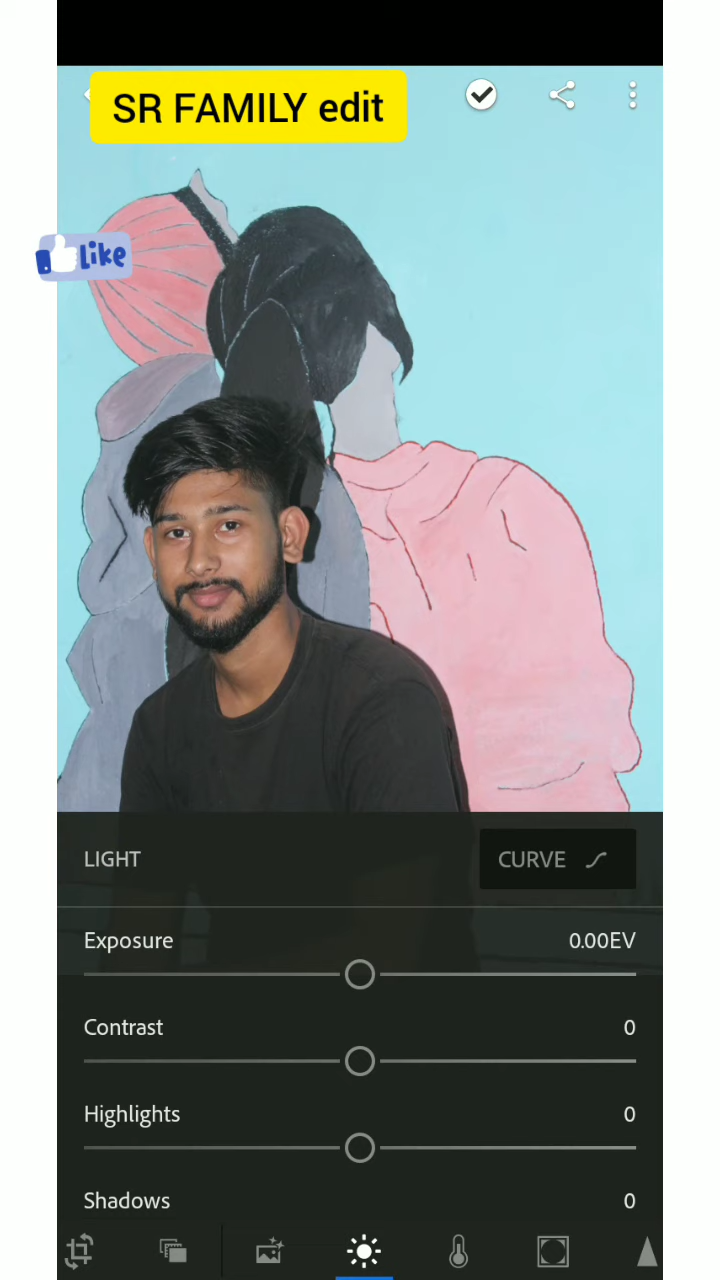 SR FAMILY edit
like
LIGHT
CURVE
Exposure 0.00EV
Contrast 0
Highlights 0
Shadows 0